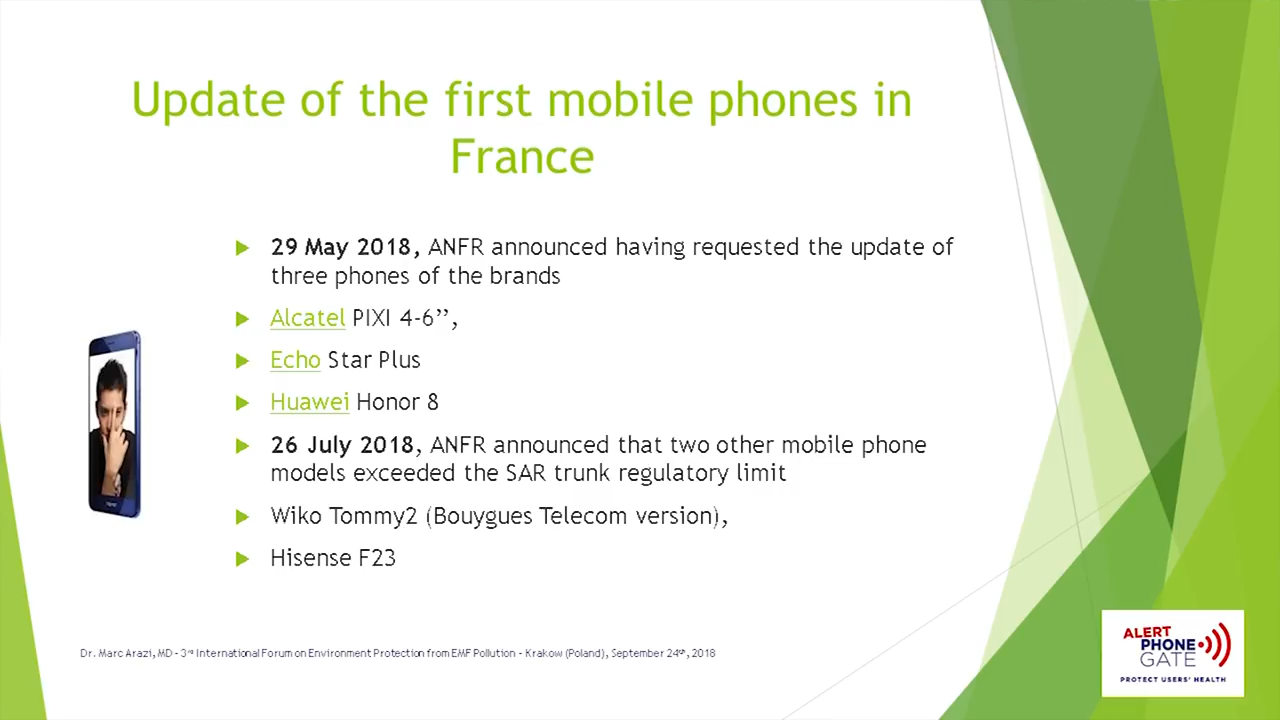 Update of the first mobile phones in
France
29 May 2018, ANFR announced having requested the update of
three phones of the brands
Alcatel PIXI 4-6’’,
Echo Star Plus
Huawei Honor 8
26 July 2018, ANFR announced that two other mobile phone
models exceeded the SAR trunk regulatory limit
Wiko Tommy2 (Bouygues Telecom version),
Hisense F23
Dr. Marc Arazi, MD – 3rd International Forum on Environment Protection from EMF Pollution – Krakow (Poland), September 24th, 2018
ALERT
PHONE
GATE
PROTECT USERS' HEALTH